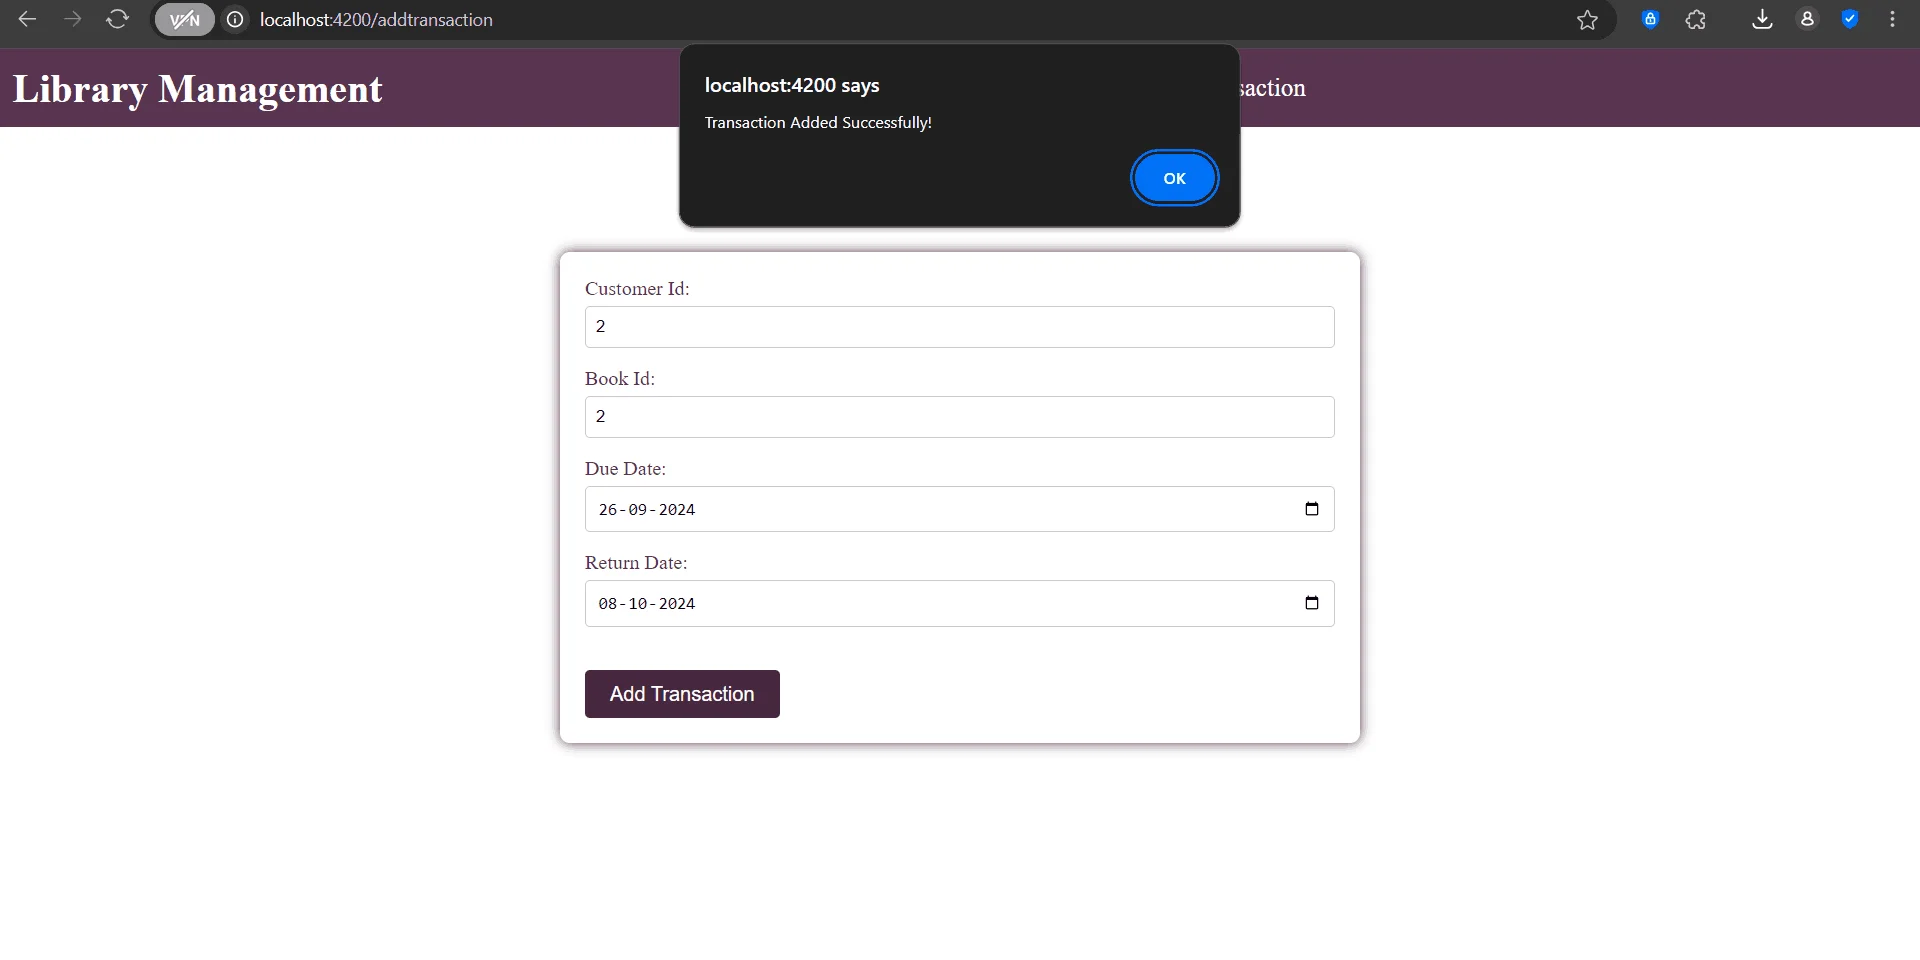 VPN
localhost:4200/addtransaction
Library Management
saction
localhost:4200 says
Transaction Added Successfully!
OK
Customer Id:
2
Book Id:
2
Due Date:
26-09-2024
Return Date:
08-10-2024
Add Transaction